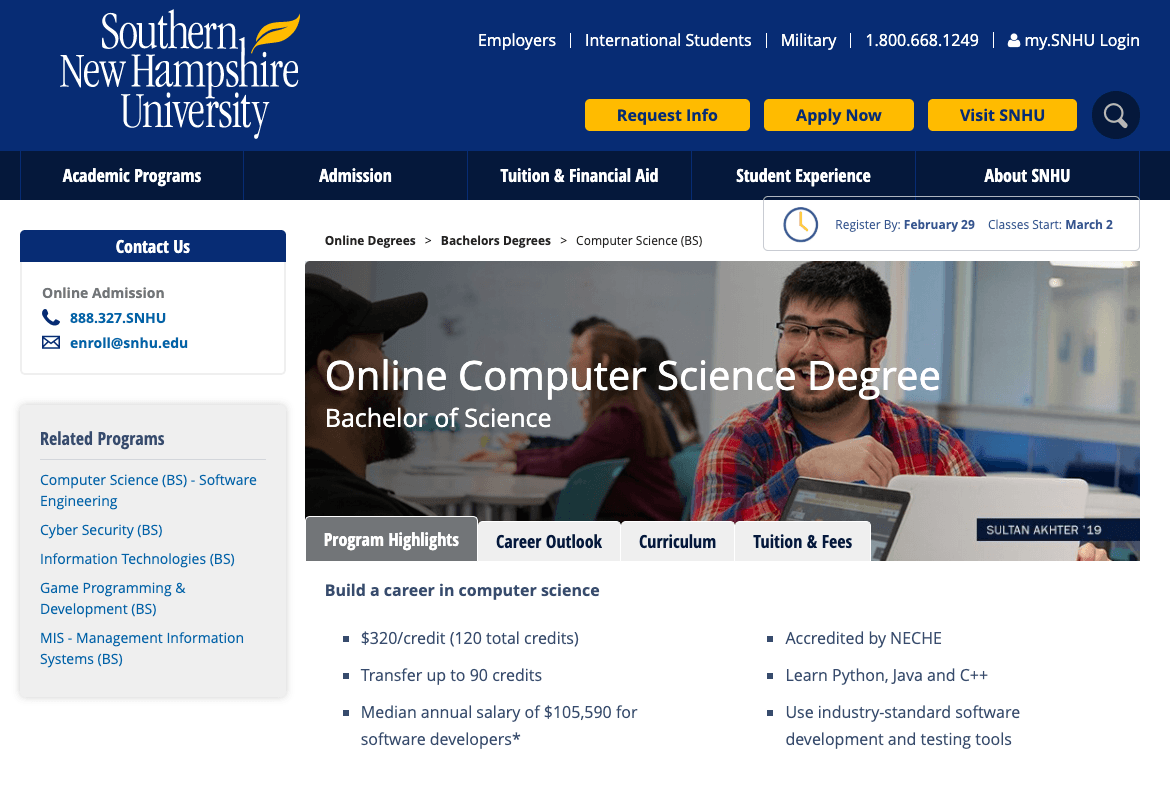 Southern
New Hampshire
University
Employers
International Students
Military
1.800.668.1249
my.SNHU Login
Request Info
Apply Now
Visit SNHU
Academic Programs
Admission
Tuition & Financial Aid
Student Experience
About SNHU
Register By: February 29 Classes Start: March 2
Contact Us
Online Admission
888.327.SNHU
enroll@snhu.edu
Related Programs
Computer Science (BS) - Software
Engineering
Cyber Security (BS)
Information Technologies (BS)
Game Programming &
Development (BS)
MIS - Management Information
Systems (BS)
Online Degrees > Bachelors Degrees > Computer Science (BS)
Online Computer Science Degree
Bachelor of Science
SULTAN AKHTER '19
Program Highlights
Career Outlook
Curriculum
Tuition & Fees
Build a career in computer science
$320/credit (120 total credits)
Transfer up to 90 credits
Median annual salary of $105,590 for
software developers*
Accredited by NECHE
Learn Python, Java and C++
Use industry-standard software
development and testing tools